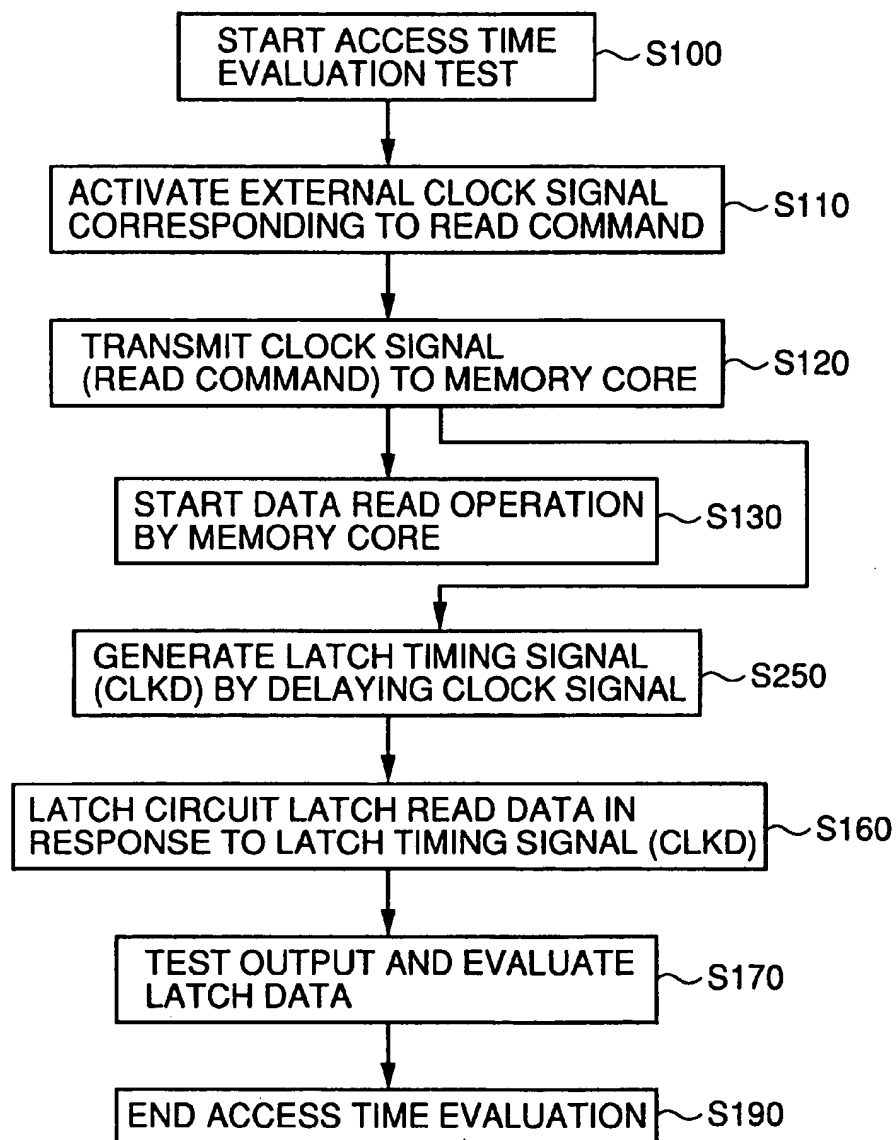 START ACCESS TIME
EVALUATION TEST
S100
ACTIVATE EXTERNAL CLOCK SIGNAL
CORRESPONDING TO READ COMMAND
S110
TRANSMIT CLOCK SIGNAL
(READ COMMAND) TO MEMORY CORE
S120
START DATA READ OPERATION
BY MEMORY CORE
S130
GENERATE LATCH TIMING SIGNAL
(CLKD) BY DELAYING CLOCK SIGNAL
S250
LATCH CIRCUIT LATCH READ DATA IN
RESPONSE TO LATCH TIMING SIGNAL (CLKD)
S160
TEST OUTPUT AND EVALUATE
LATCH DATA
S170
END ACCESS TIME EVALUATION
S190